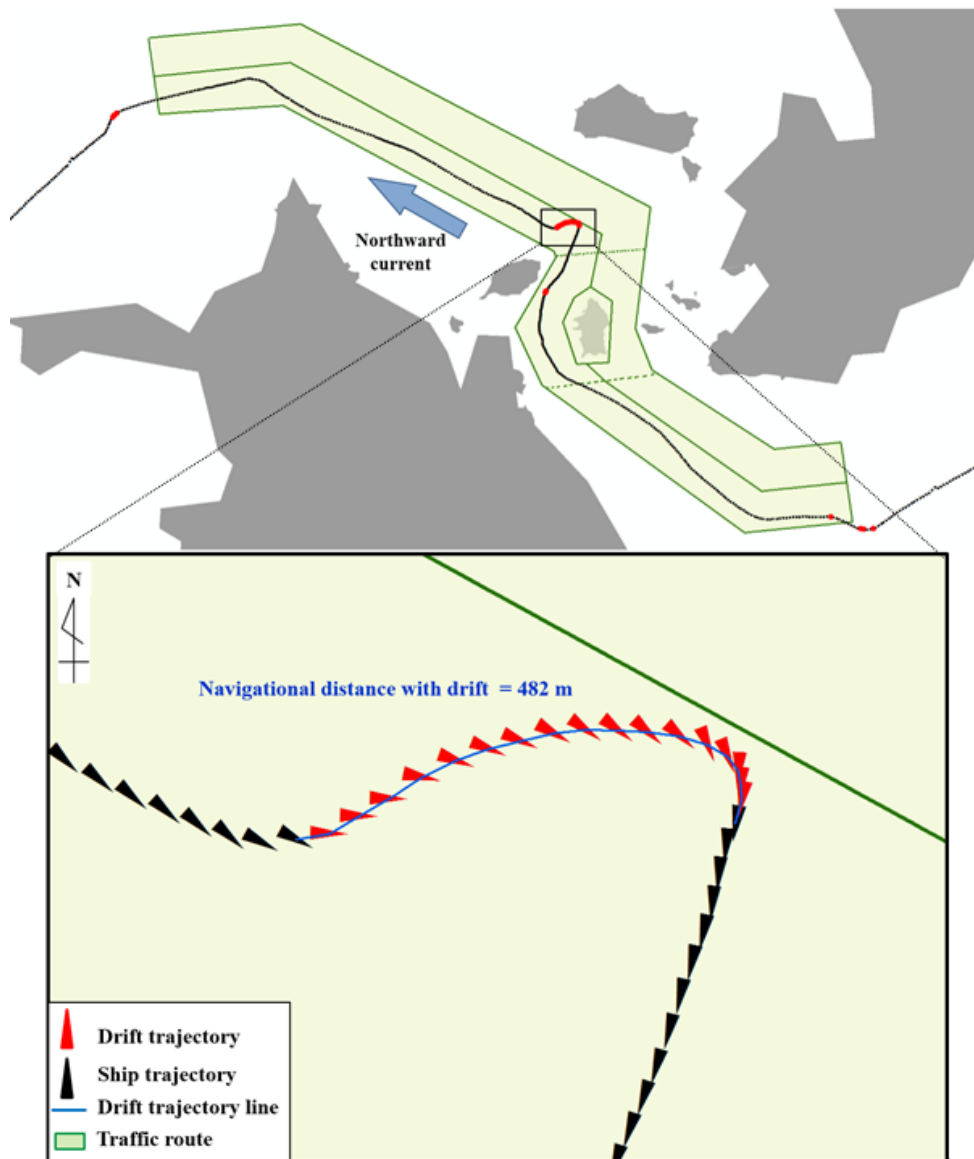 Northward
current
N
Navigational distance with drift = 482 m
Drift trajectory
Ship trajectory
Drift trajectory line
Traffic route